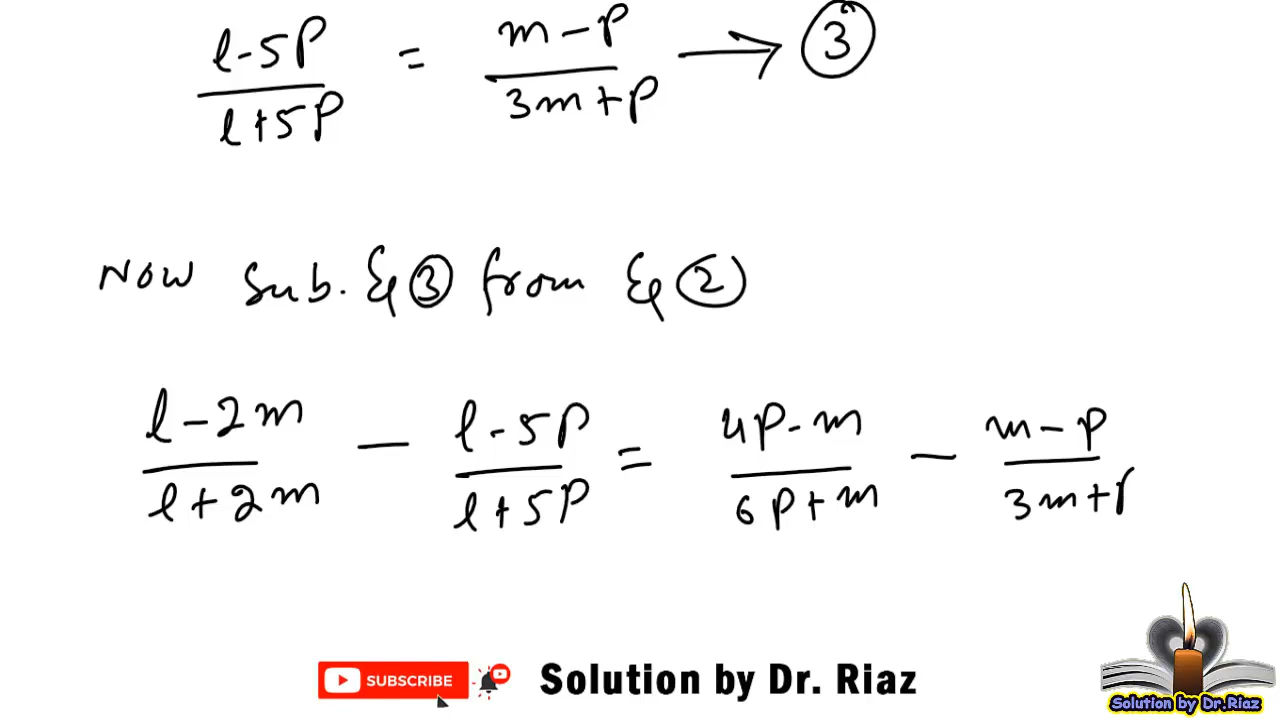 l - 5P = m - P → ③
l + 5P 3m + P
Now Sub. Eq ③ from Eq ②
l - 2m - l - 5P = 4P - m - m - P
l + 2m l + 5P 6P + m 3m + P
SUBSCRIBE Solution by Dr. Riaz
Solution by Dr.Riaz